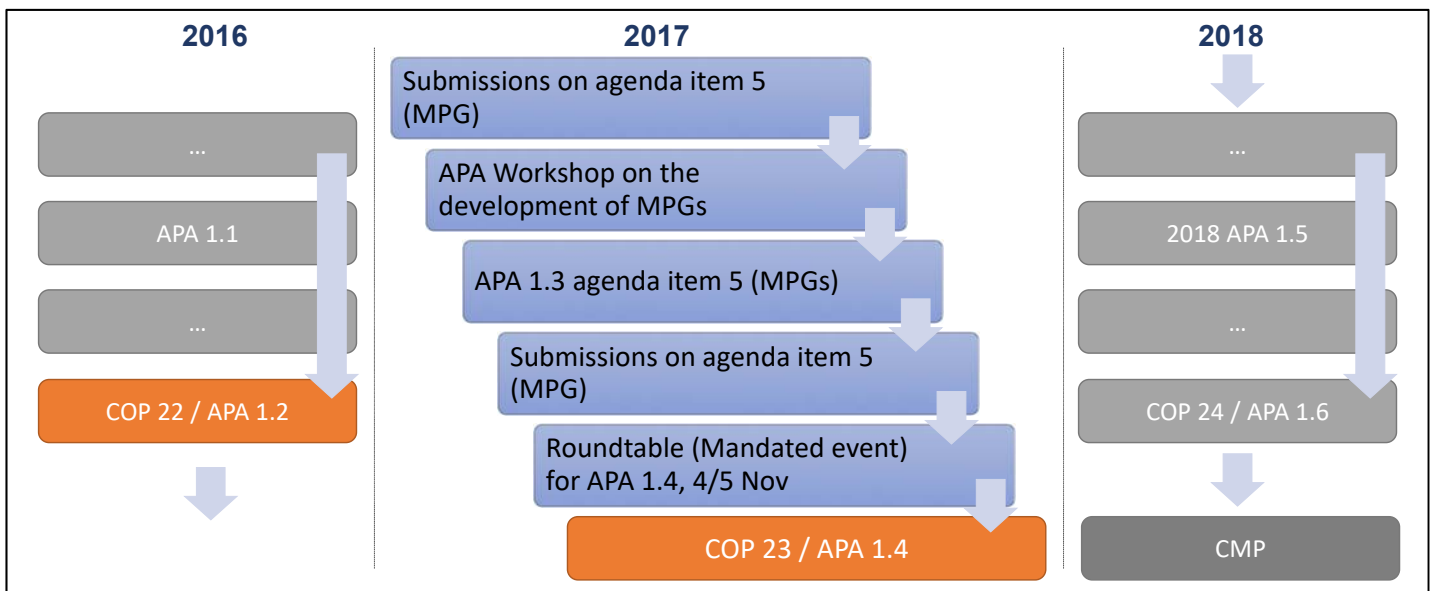 2016
2017
2018
...
APA 1.1
...
COP 22 / APA 1.2
Submissions on agenda item 5
(MPG)
APA Workshop on the
development of MPGs
APA 1.3 agenda item 5 (MPGs)
Submissions on agenda item 5
(MPG)
Roundtable (Mandated event)
for APA 1.4, 4/5 Nov
COP 23 / APA 1.4
...
2018 APA 1.5
...
COP 24 / APA 1.6
CMP